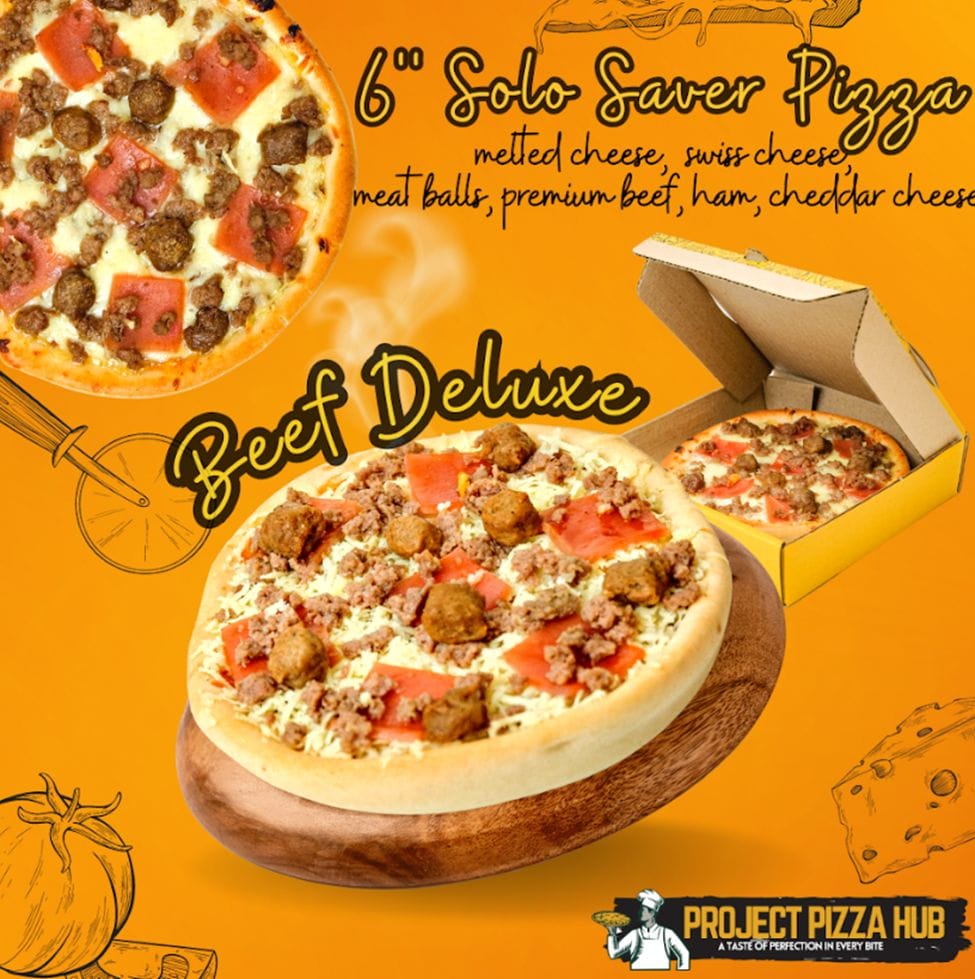 6" Solo Saver Pizza
melted cheese, swiss cheese,
meat balls, premium beef, ham, cheddar cheese
Beef Deluxe
PROJECT PIZZA HUB
A TASTE OF PERFECTION IN EVERY BITE